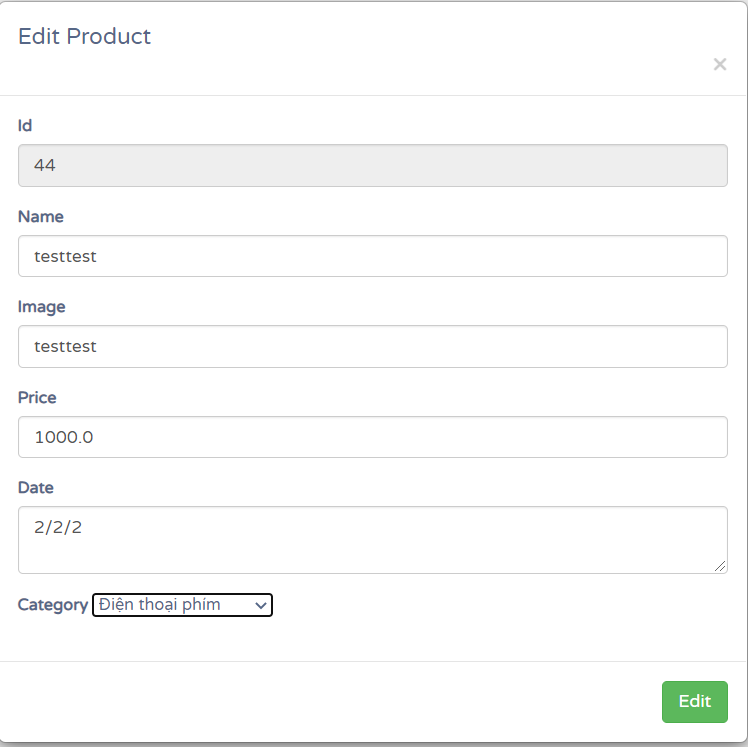 Edit Product
×
Id
44
Name
testtest
Image
testtest
Price
1000.0
Date
2/2/2
Category Điện thoại phím
Edit